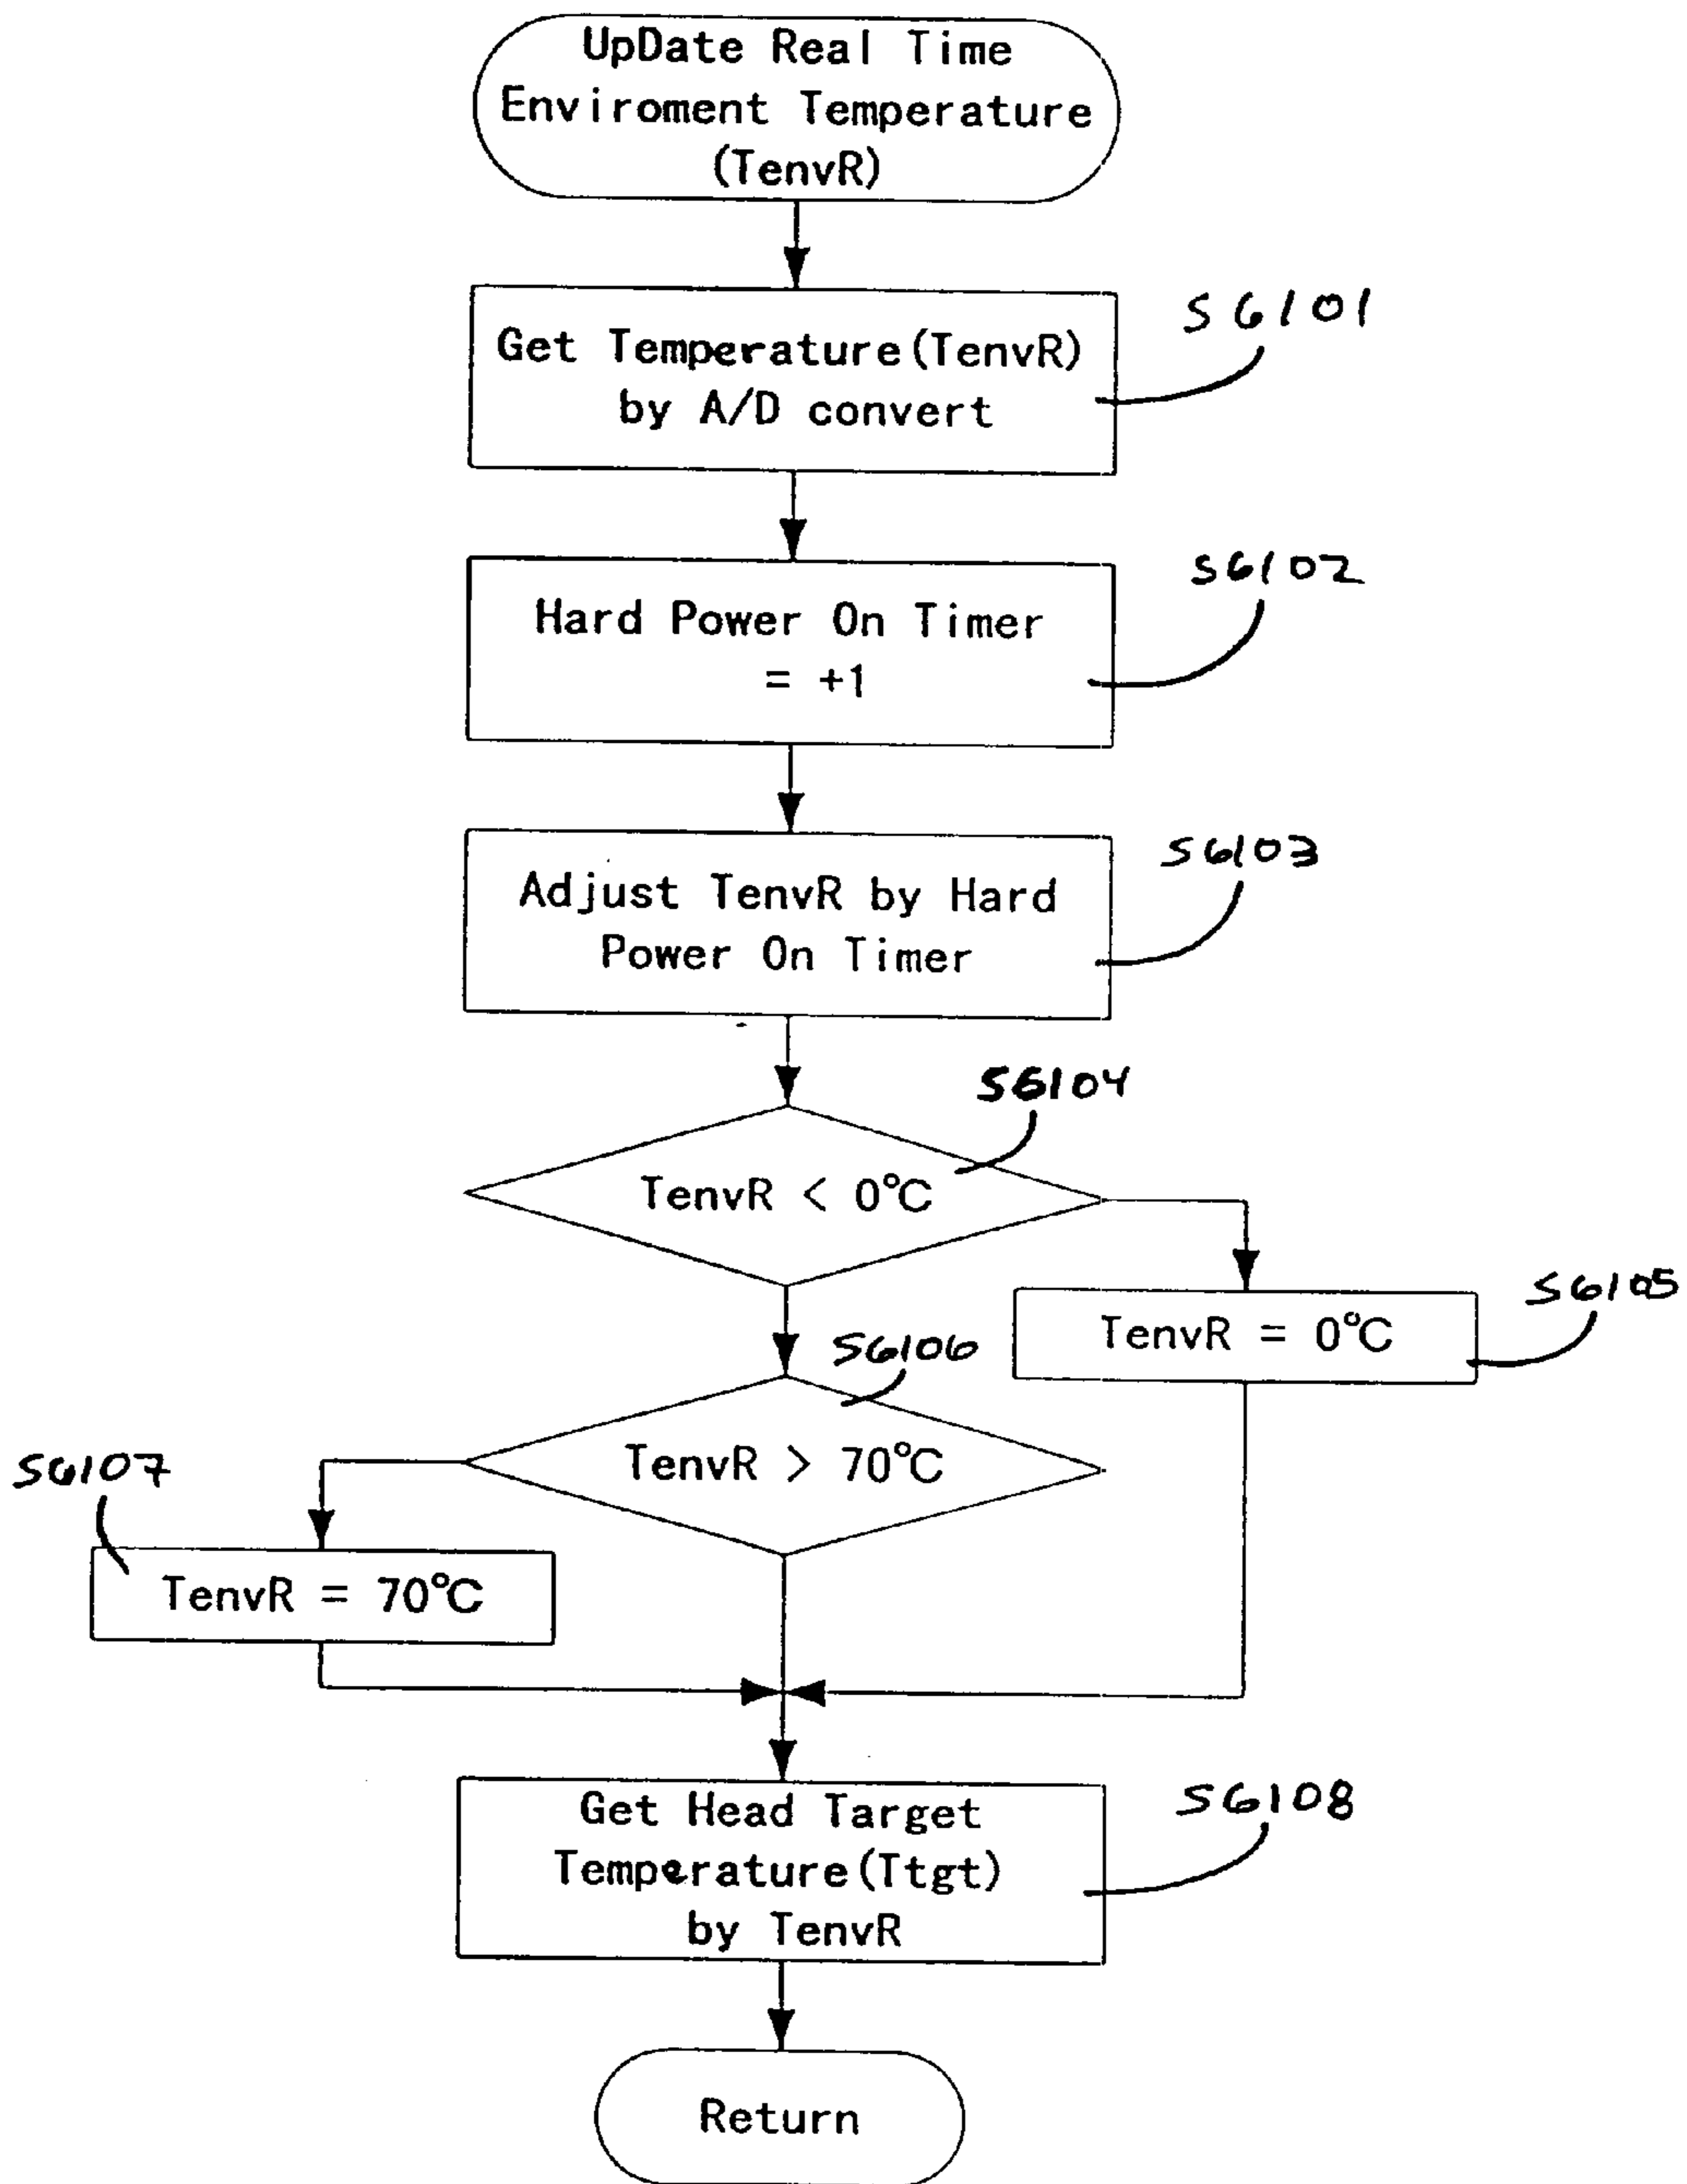 UpDate Real Time
Enviroment Temperature
(TenvR)
S6101
Get Temperature(TenvR)
by A/D convert
S6102
Hard Power On Timer
= +1
S6103
Adjust TenvR by Hard
Power On Timer
S6104
TenvR < 0℃
S6105
TenvR = 0℃
S6106
TenvR > 70℃
S6107
TenvR = 70℃
S6108
Get Head Target
Temperature(Ttgt)
by TenvR
Return